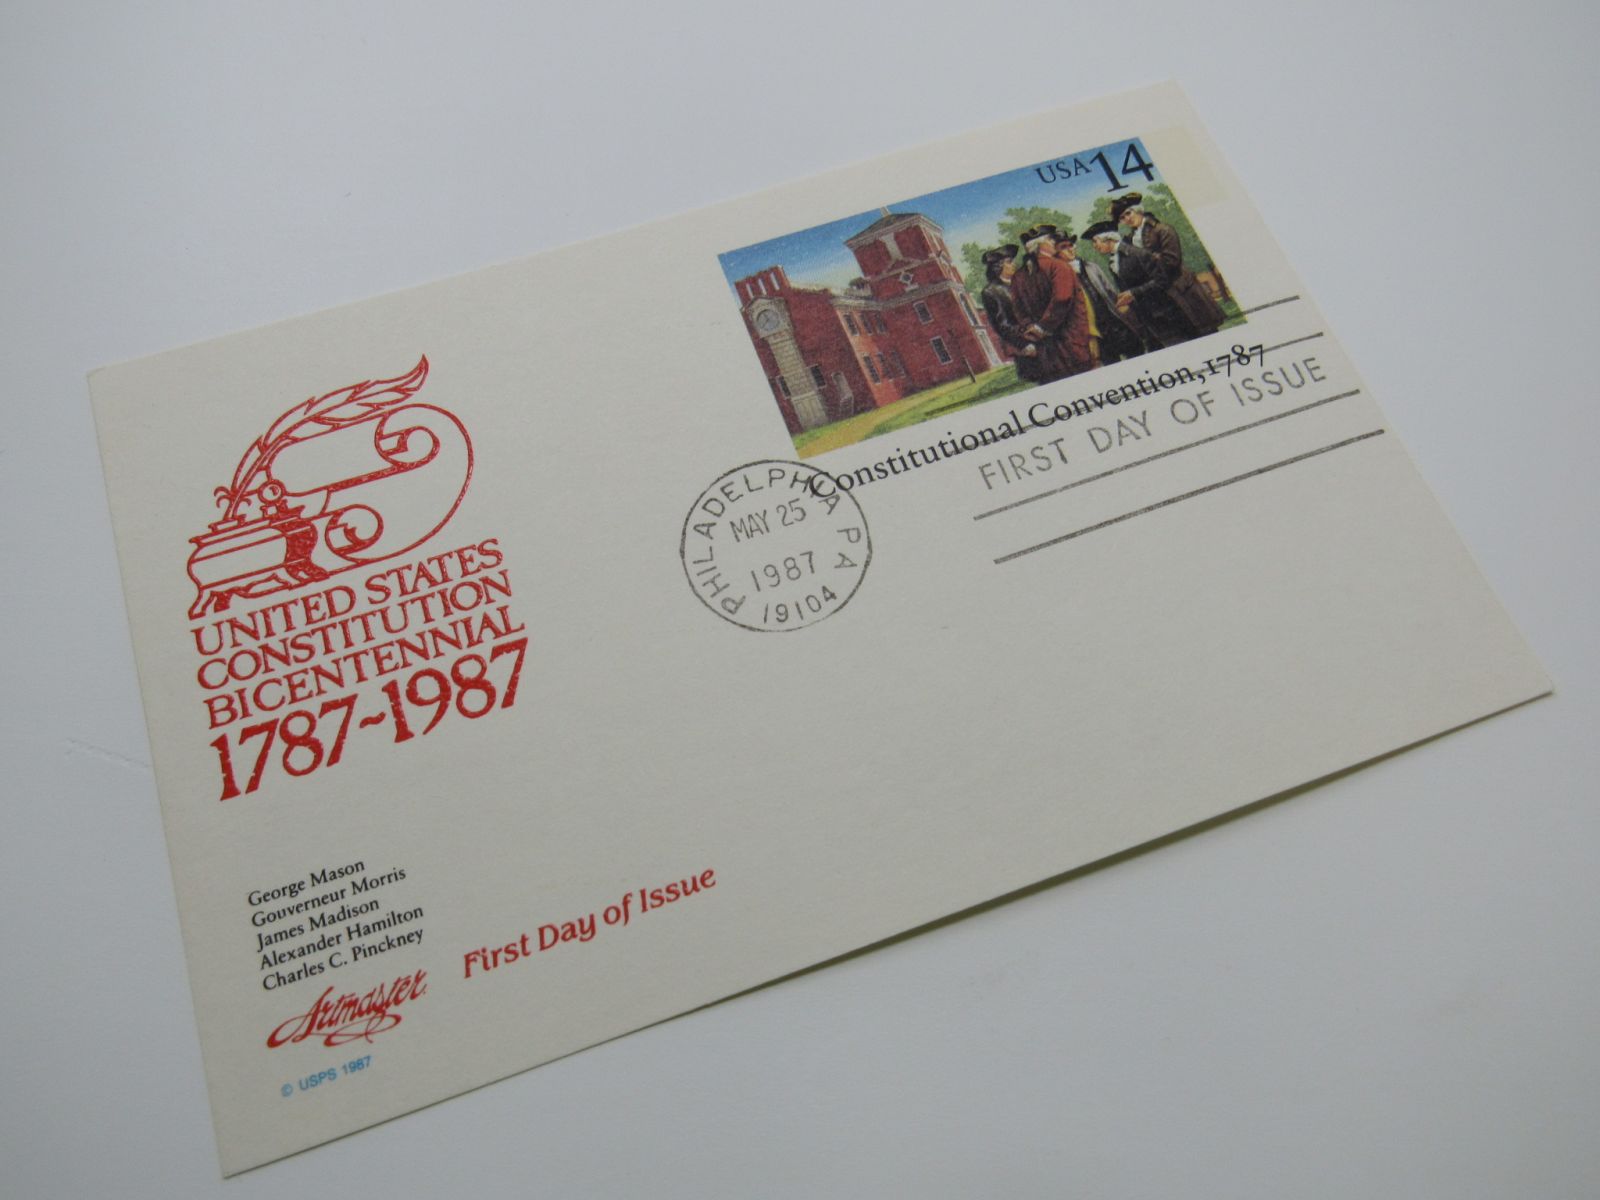 USA 14
Constitutional Convention, 1787
FIRST DAY OF ISSUE
PHILADELPHIA PA
MAY 25
1987
19104
UNITED STATES
CONSTITUTION
BICENTENNIAL
1787~1987
George Mason
Gouverneur Morris
James Madison
Alexander Hamilton
Charles C. Pinckney
Artmaster
First Day of Issue
© USPS 1987